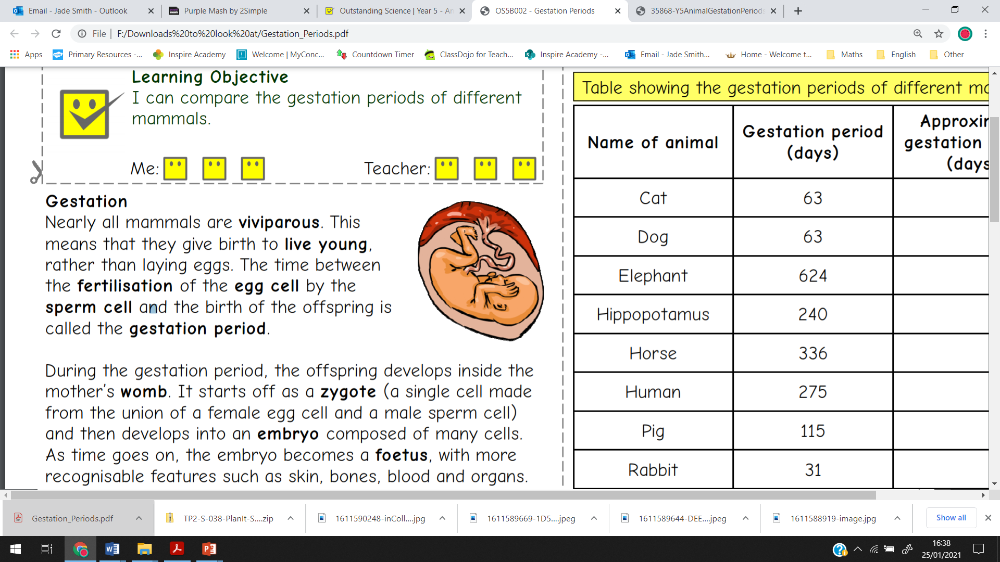 Email - Jade Smith - Outlook
Purple Mash by 2Simple
Outstanding Science | Year 5 - An
OS5B002 - Gestation Periods
35868-Y5AnimalGestationPeriods
File
F:/Downloads%20to%20look%20at/Gestation_Periods.pdf
Apps
Primary Resources -...
Inspire Academy
Welcome | MyConc...
Countdown Timer
ClassDojo for Teach...
Inspire Academy -...
Email - Jade Smith...
Home - Welcome t...
Maths
English
Other
Learning Objective
I can compare the gestation periods of different
mammals.
Me:
Teacher:
Gestation
Nearly all mammals are viviparous. This
means that they give birth to live young,
rather than laying eggs. The time between
the fertilisation of the egg cell by the
sperm cell and the birth of the offspring is
called the gestation period.
During the gestation period, the offspring develops inside the
mother's womb. It starts off as a zygote (a single cell made
from the union of a female egg cell and a male sperm cell)
and then develops into an embryo composed of many cells.
As time goes on, the embryo becomes a foetus, with more
recognisable features such as skin, bones, blood and organs.
Table showing the gestation periods of different ma
Name of animal
Gestation period
(days)
Approxi
gestation
(days
Cat 63
Dog 63
Elephant 624
Hippopotamus 240
Horse 336
Human 275
Pig 115
Rabbit 31
Gestation_Periods.pdf
TP2-S-038-PlanIt-S....zip
1611590248-inColl....jpg
1611589669-1D5....jpeg
1611589644-DEE....jpeg
1611588919-image.jpg
Show all
16:38
25/01/2021